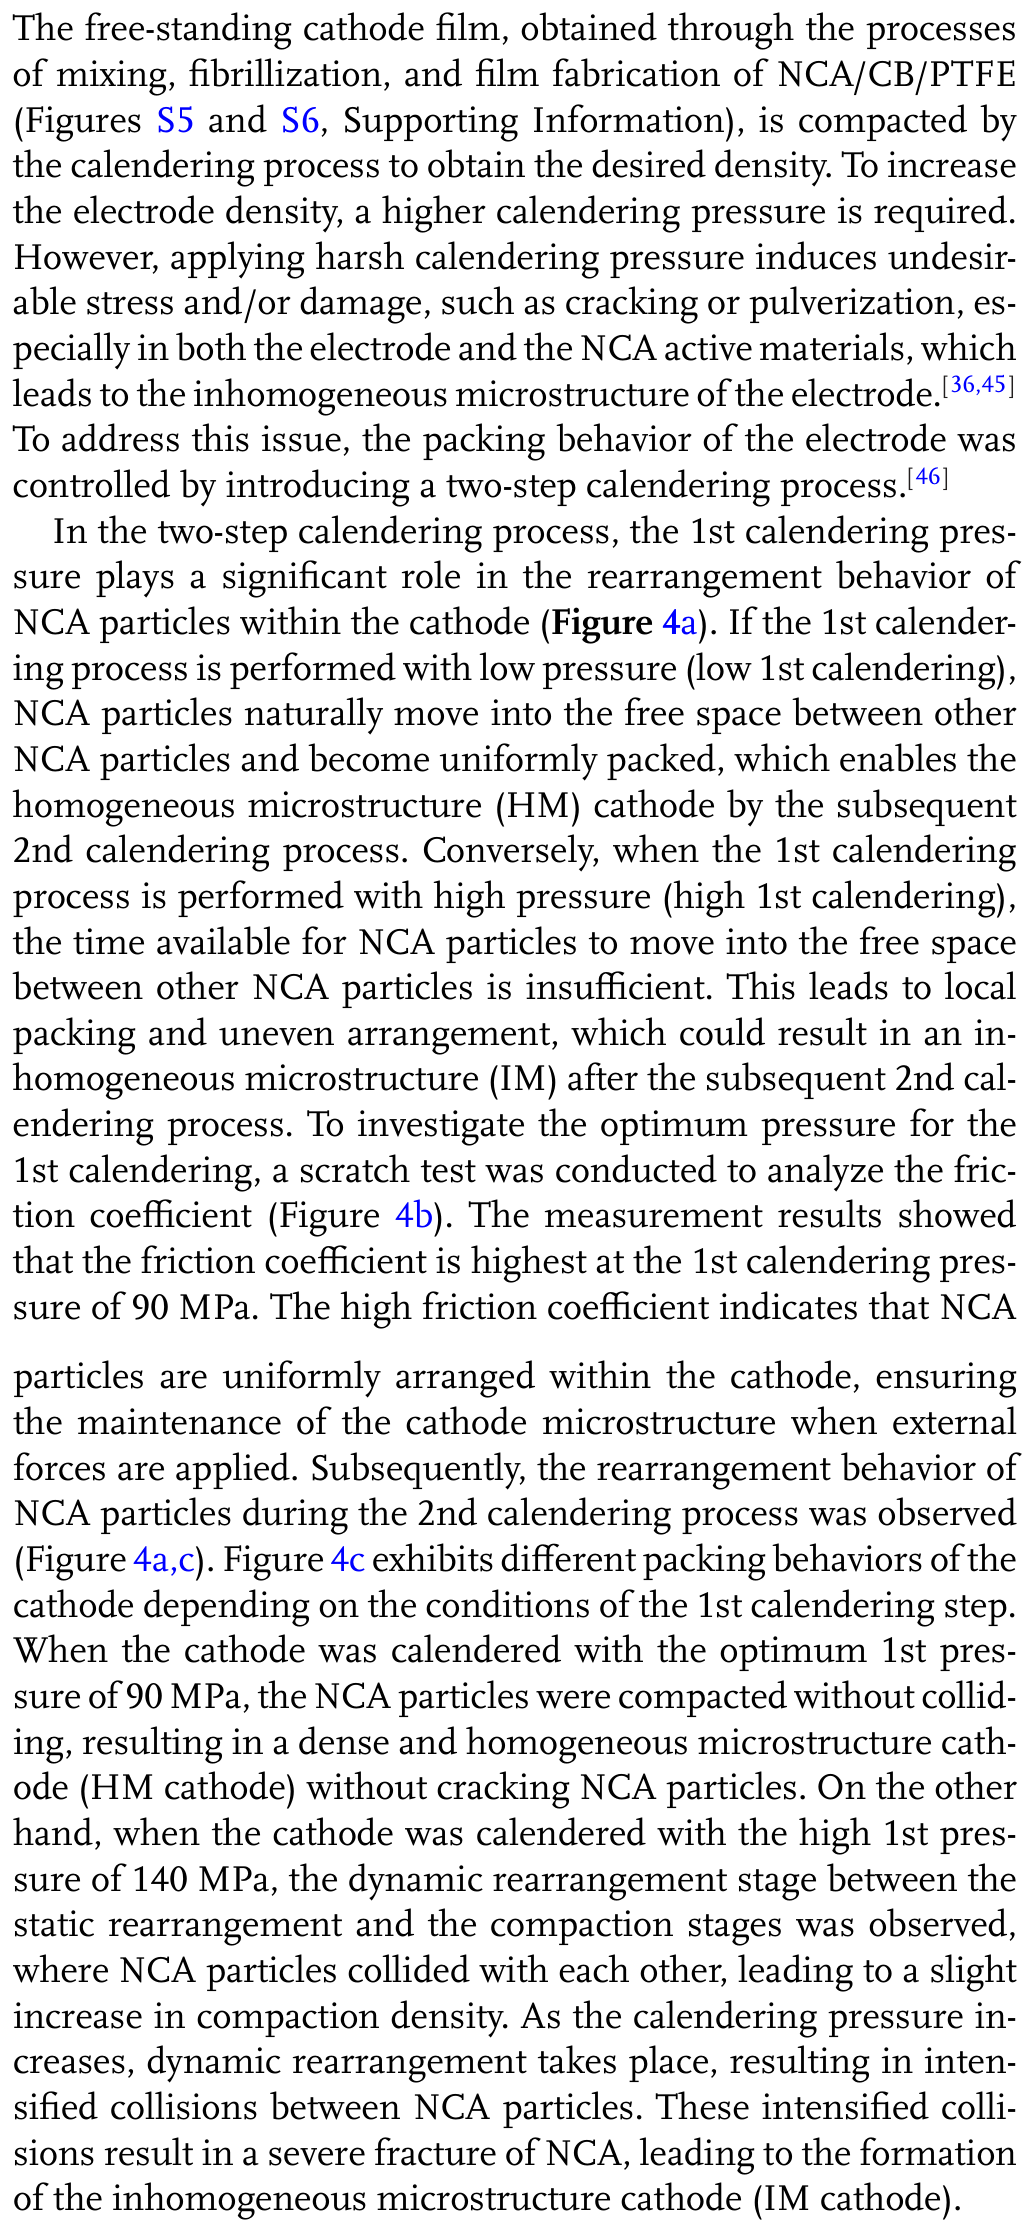 The free-standing cathode film, obtained through the processes
of mixing, fibrillization, and film fabrication of NCA/CB/PTFE
(Figures S5 and S6, Supporting Information), is compacted by
the calendering process to obtain the desired density. To increase
the electrode density, a higher calendering pressure is required.
However, applying harsh calendering pressure induces undesir-
able stress and/or damage, such as cracking or pulverization, es-
pecially in both the electrode and the NCA active materials, which
leads to the inhomogeneous microstructure of the electrode.[36,45]
To address this issue, the packing behavior of the electrode was
controlled by introducing a two-step calendering process.[46]
In the two-step calendering process, the 1st calendering pres-
sure plays a significant role in the rearrangement behavior of
NCA particles within the cathode (Figure 4a). If the 1st calender-
ing process is performed with low pressure (low 1st calendering),
NCA particles naturally move into the free space between other
NCA particles and become uniformly packed, which enables the
homogeneous microstructure (HM) cathode by the subsequent
2nd calendering process. Conversely, when the 1st calendering
process is performed with high pressure (high 1st calendering),
the time available for NCA particles to move into the free space
between other NCA particles is insufficient. This leads to local
packing and uneven arrangement, which could result in an in-
homogeneous microstructure (IM) after the subsequent 2nd cal-
endering process. To investigate the optimum pressure for the
1st calendering, a scratch test was conducted to analyze the fric-
tion coefficient (Figure 4b). The measurement results showed
that the friction coefficient is highest at the 1st calendering pres-
sure of 90 MPa. The high friction coefficient indicates that NCA
particles are uniformly arranged within the cathode, ensuring
the maintenance of the cathode microstructure when external
forces are applied. Subsequently, the rearrangement behavior of
NCA particles during the 2nd calendering process was observed
(Figure 4a,c). Figure 4c exhibits different packing behaviors of the
cathode depending on the conditions of the 1st calendering step.
When the cathode was calendered with the optimum 1st pres-
sure of 90 MPa, the NCA particles were compacted without collid-
ing, resulting in a dense and homogeneous microstructure cath-
ode (HM cathode) without cracking NCA particles. On the other
hand, when the cathode was calendered with the high 1st pres-
sure of 140 MPa, the dynamic rearrangement stage between the
static rearrangement and the compaction stages was observed,
where NCA particles collided with each other, leading to a slight
increase in compaction density. As the calendering pressure in-
creases, dynamic rearrangement takes place, resulting in inten-
sified collisions between NCA particles. These intensified colli-
sions result in a severe fracture of NCA, leading to the formation
of the inhomogeneous microstructure cathode (IM cathode).